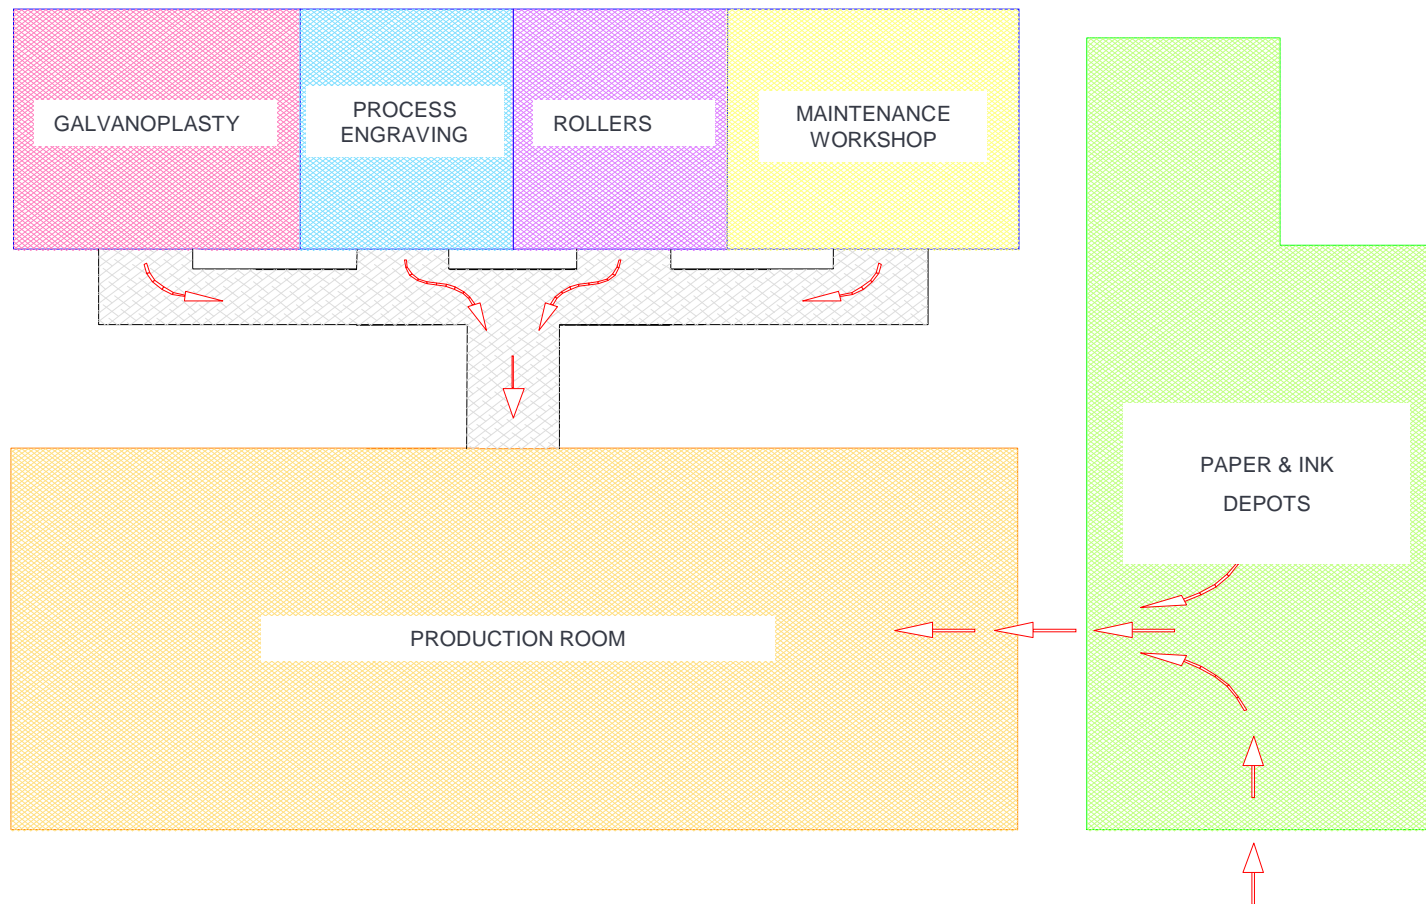 GALVANOPLASTY
PROCESS
ENGRAVING
ROLLERS
MAINTENANCE
WORKSHOP
PAPER & INK
DEPOTS
PRODUCTION ROOM